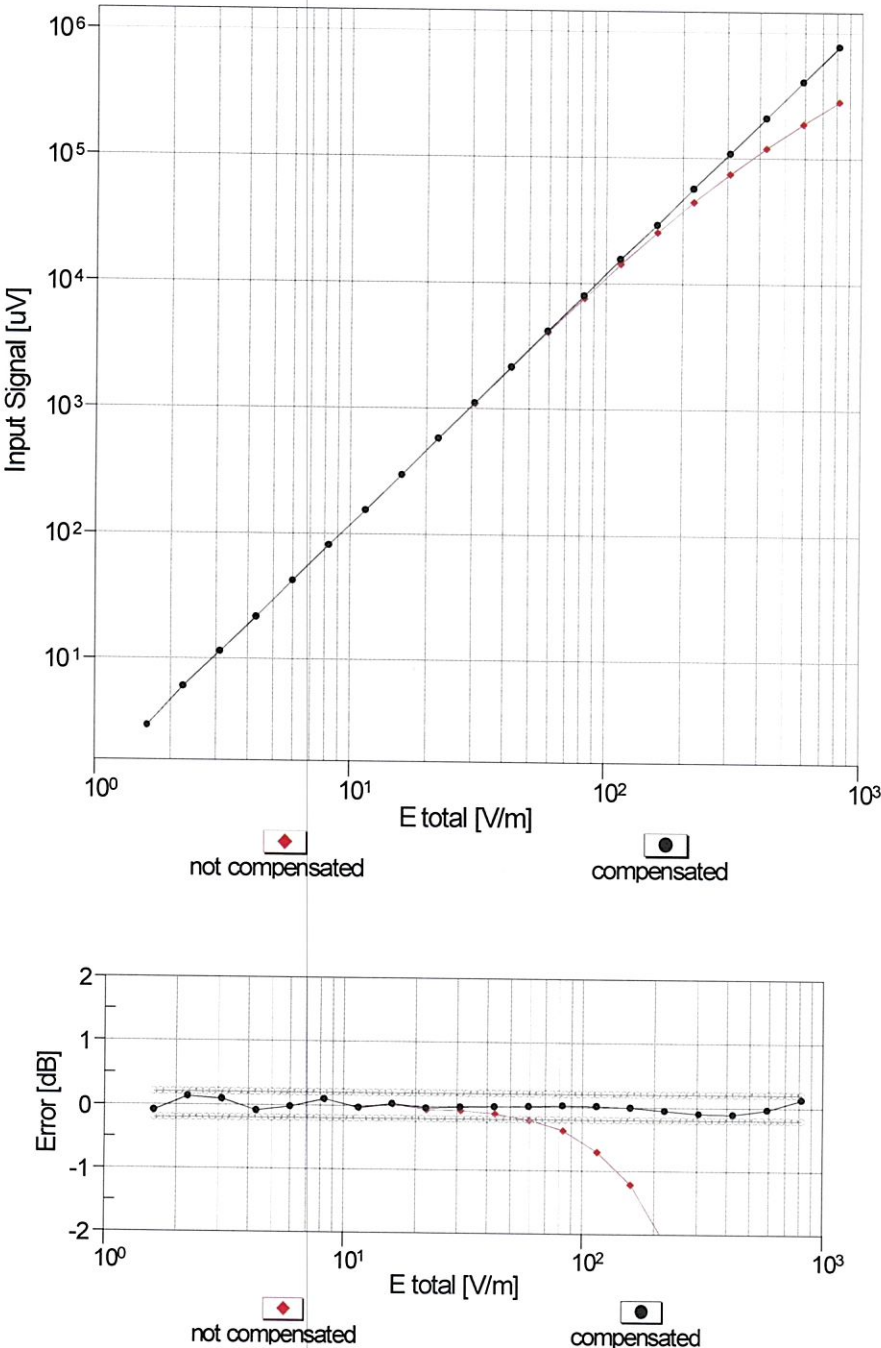 10⁶
10⁵
10⁴
10³
10²
10¹
Input Signal [uV]
10⁰ 10¹ 10² 10³
E total [V/m]
not compensated compensated
2
1
0
-1
-2
Error [dB]
10⁰ 10¹ 10² 10³
E total [V/m]
not compensated compensated